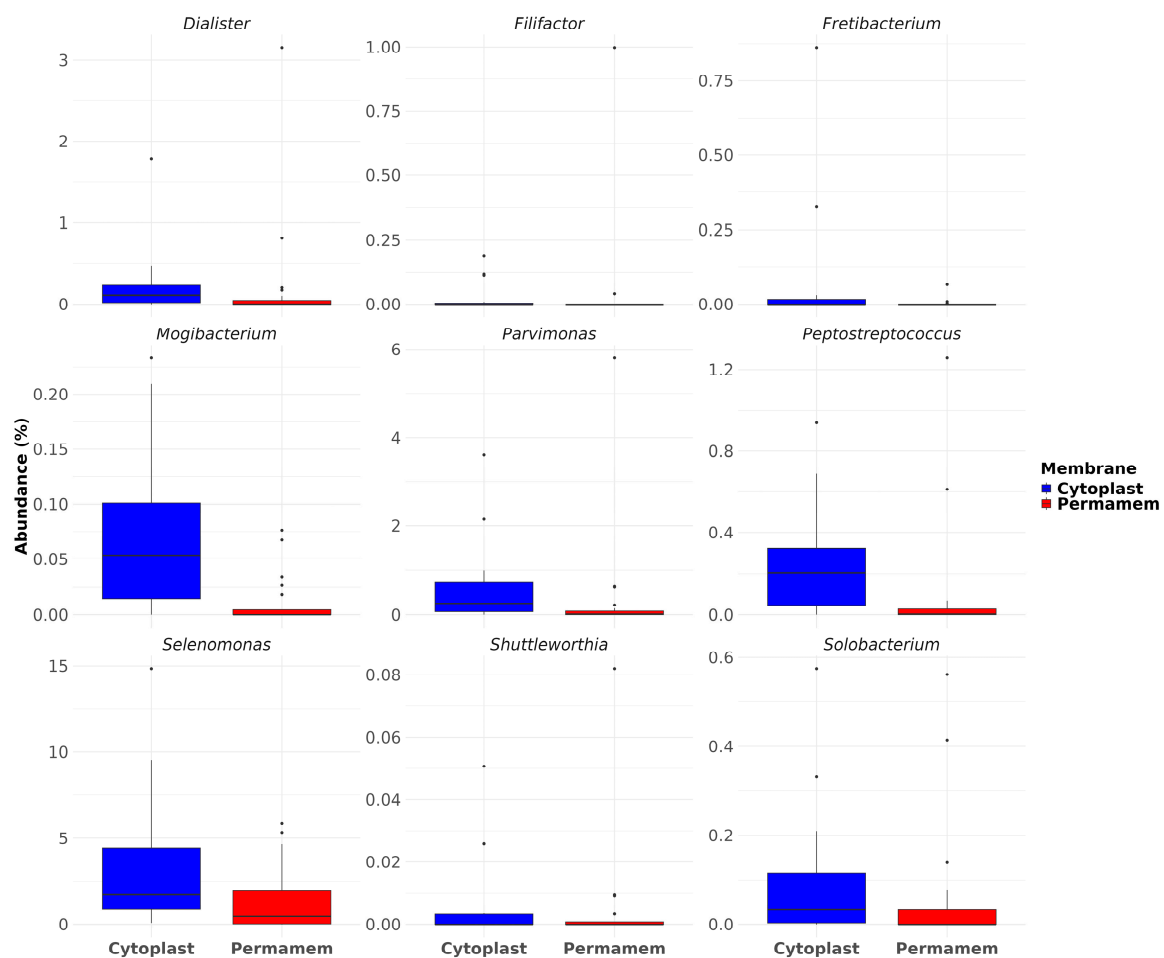 Dialister
Filifactor
Fretibacterium
3
2
1
0
1.00
0.75
0.50
0.25
0.00
0.75
0.50
0.25
0.00
Mogibacterium
Parvimonas
Peptostreptococcus
Abundance (%)
0.20
0.15
0.10
0.05
0.00
6
4
2
0
1.2
0.8
0.4
0.0
Membrane
Cytoplast
Permamem
Selenomonas
Shuttleworthia
Solobacterium
15
10
5
0
0.08
0.06
0.04
0.02
0.00
0.6
0.4
0.2
0.0
Cytoplast Permamem
Cytoplast Permamem
Cytoplast Permamem